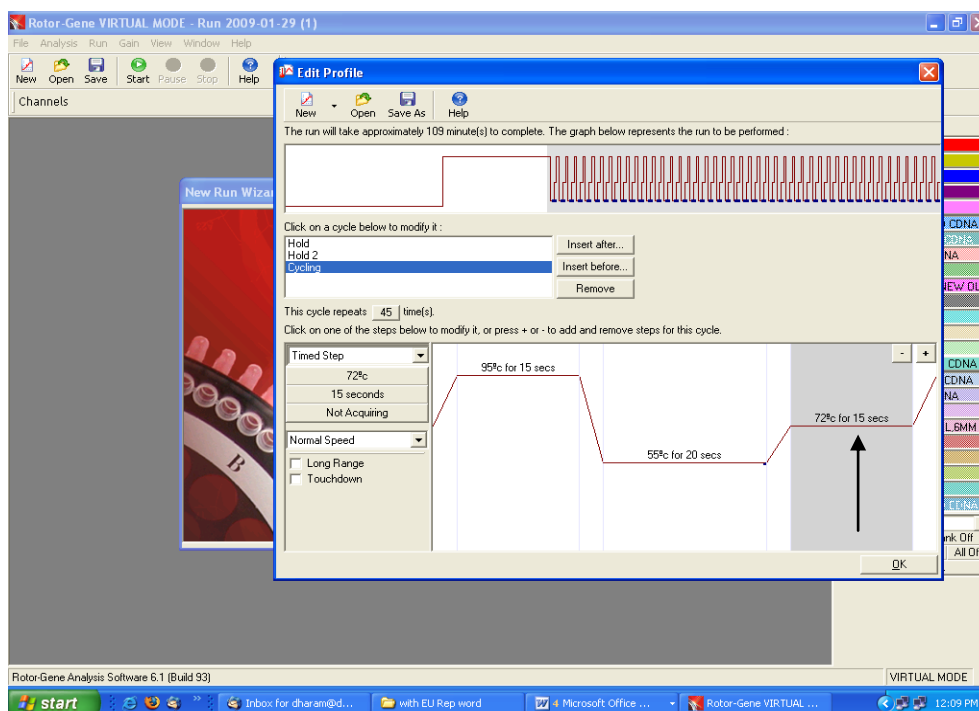 Rotor-Gene VIRTUAL MODE - Run 2009-01-29 (1)
File Analysis Run Gain View Window Help
New Open Save Start Pause Stop Help
Channels
New Run Wiza
Edit Profile
New Open Save As Help
The run will take approximately 109 minute(s) to complete. The graph below represents the run to be performed :
Click on a cycle below to modify it :
Hold
Hold 2
Cycling
Insert after...
Insert before...
Remove
This cycle repeats 45 time(s).
Click on one of the steps below to modify it, or press + or - to add and remove steps for this cycle.
Timed Step
72ºc
15 seconds
Not Acquiring
Normal Speed
Long Range
Touchdown
95ºc for 15 secs
55ºc for 20 secs
72ºc for 15 secs
- +
OK
B
CDNA
CDNA
NA
NEW OL
CDNA
CDNA
NA
L,6MM
CDNA
nk Off
All Of
Rotor-Gene Analysis Software 6.1 (Build 93)
VIRTUAL MODE
start
Inbox for dharam@d...
with EU Rep word
4 Microsoft Office ...
Rotor-Gene VIRTUAL ...
12:09 PM